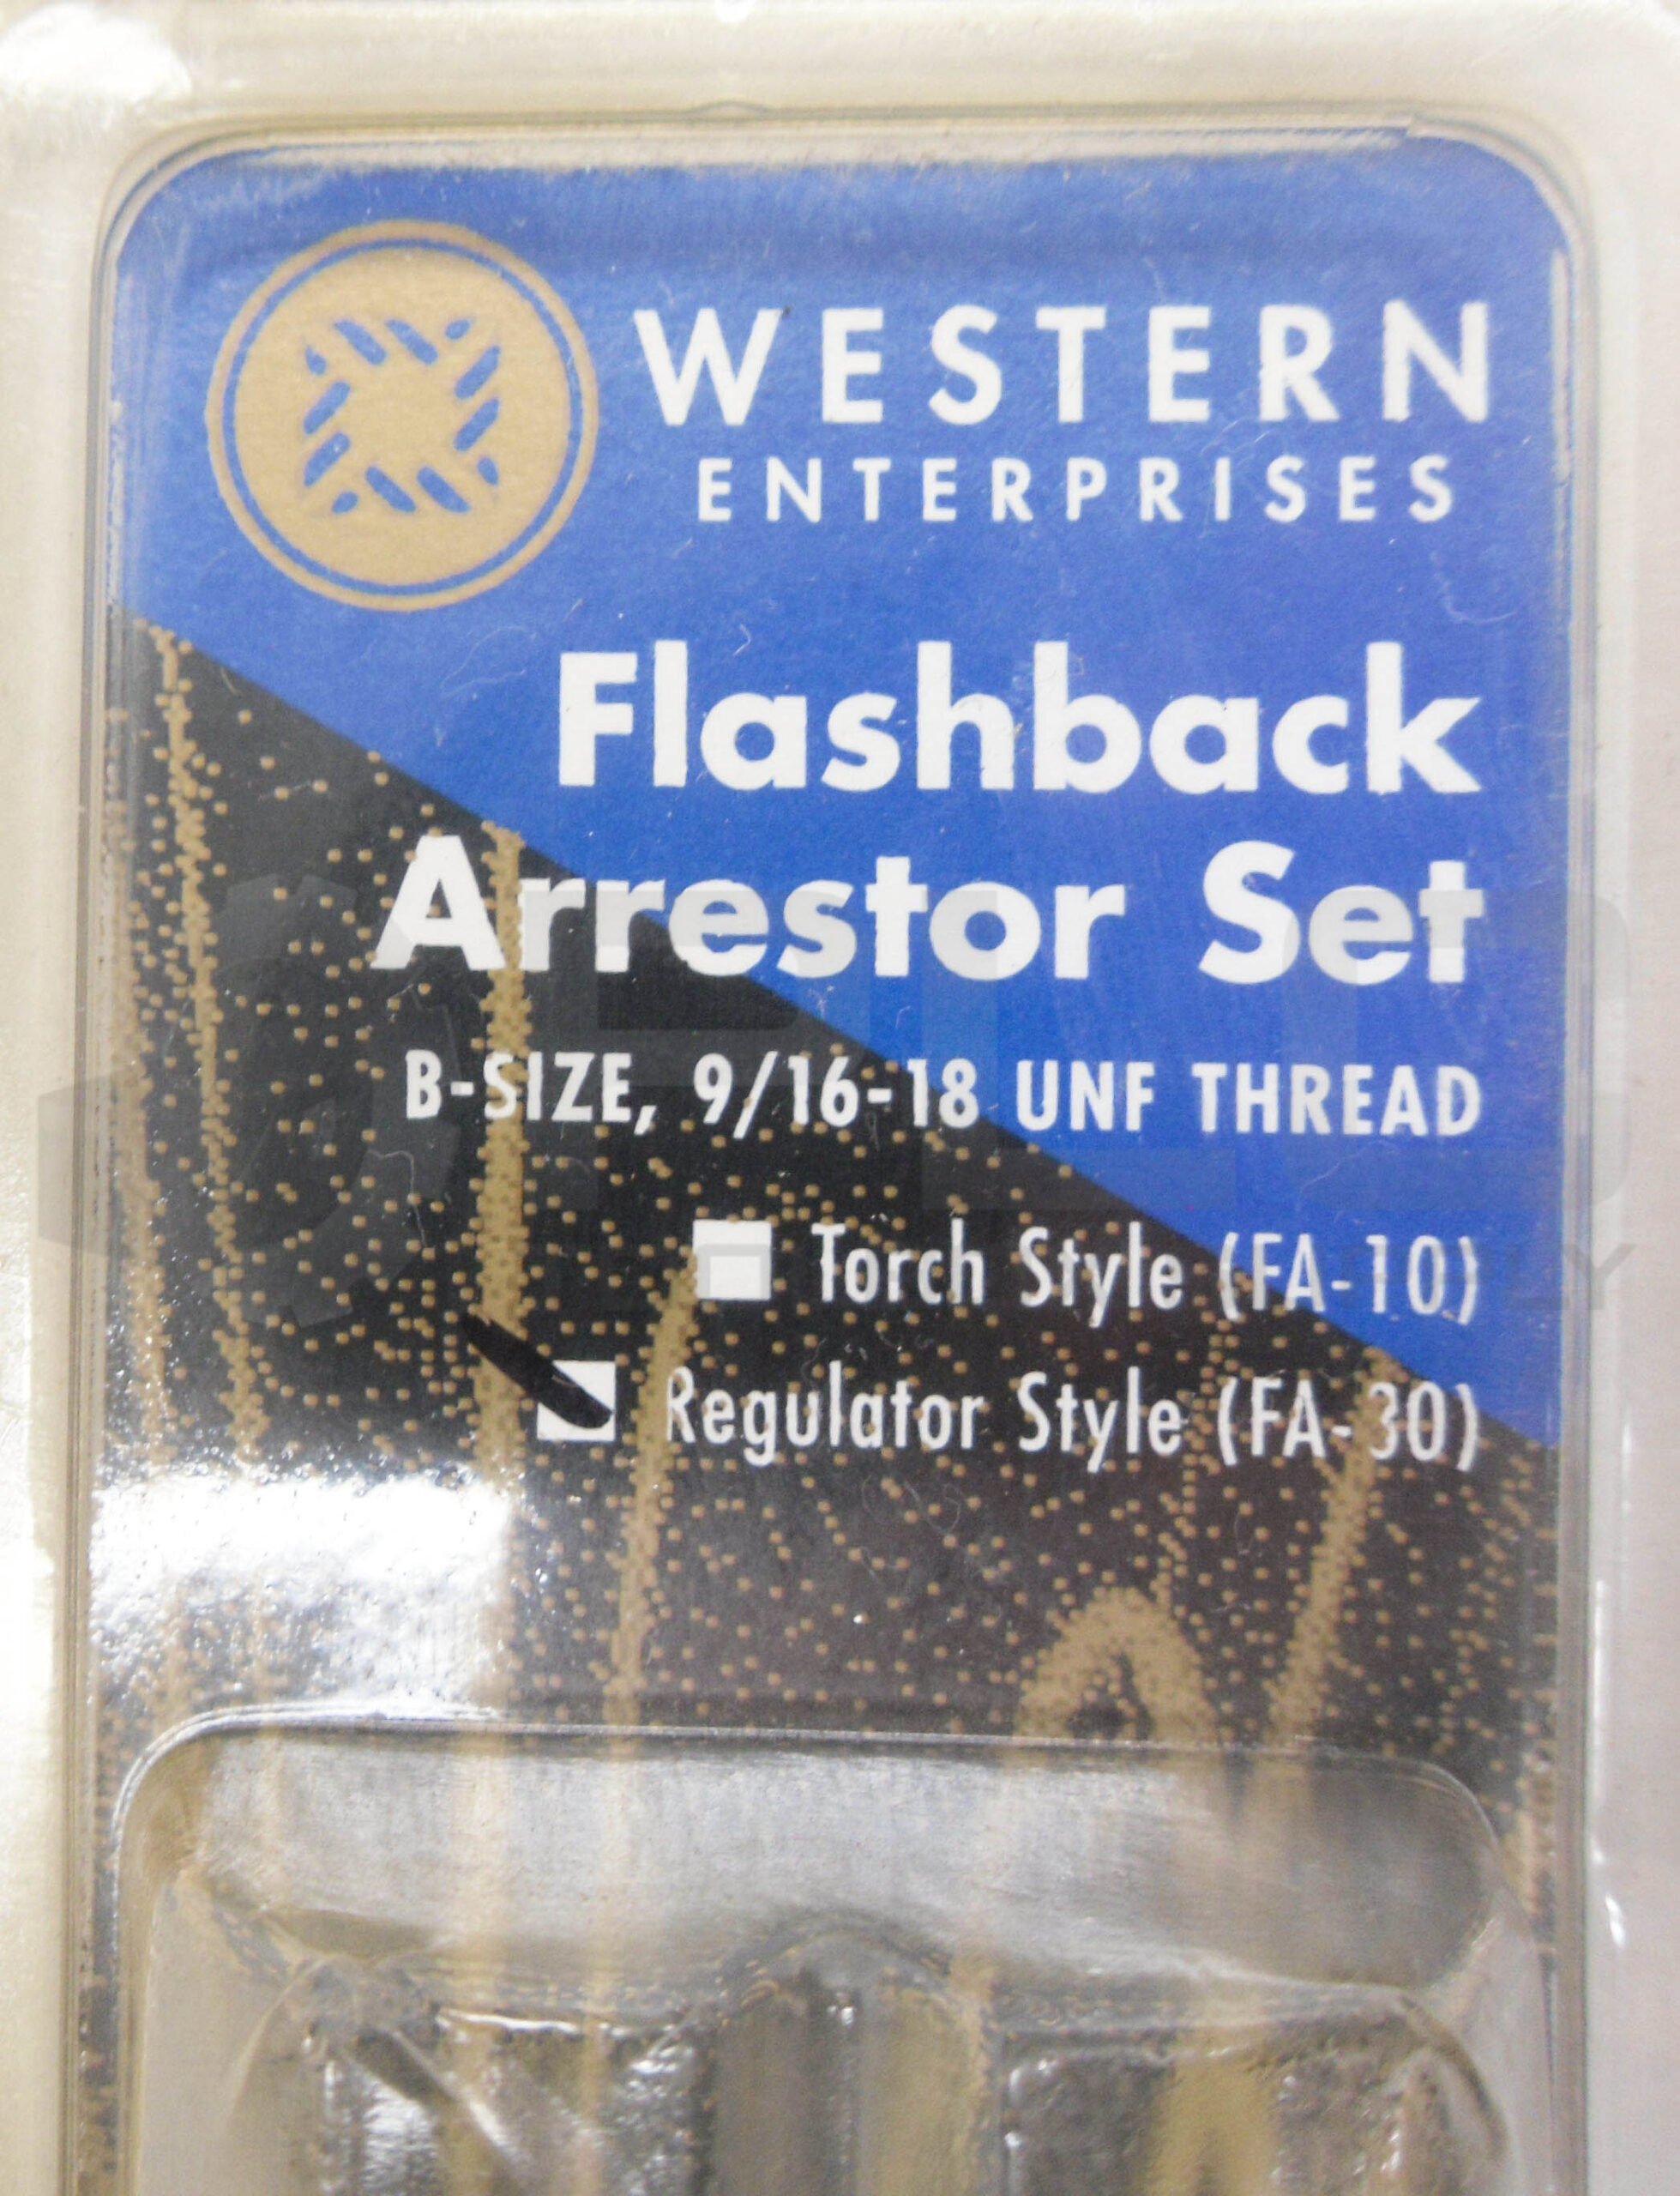 WESTERN
ENTERPRISES
Flashback
Arrestor Set
B-SIZE, 9/16-18 UNF THREAD
Torch Style (FA-10)
Regulator Style (FA-30)